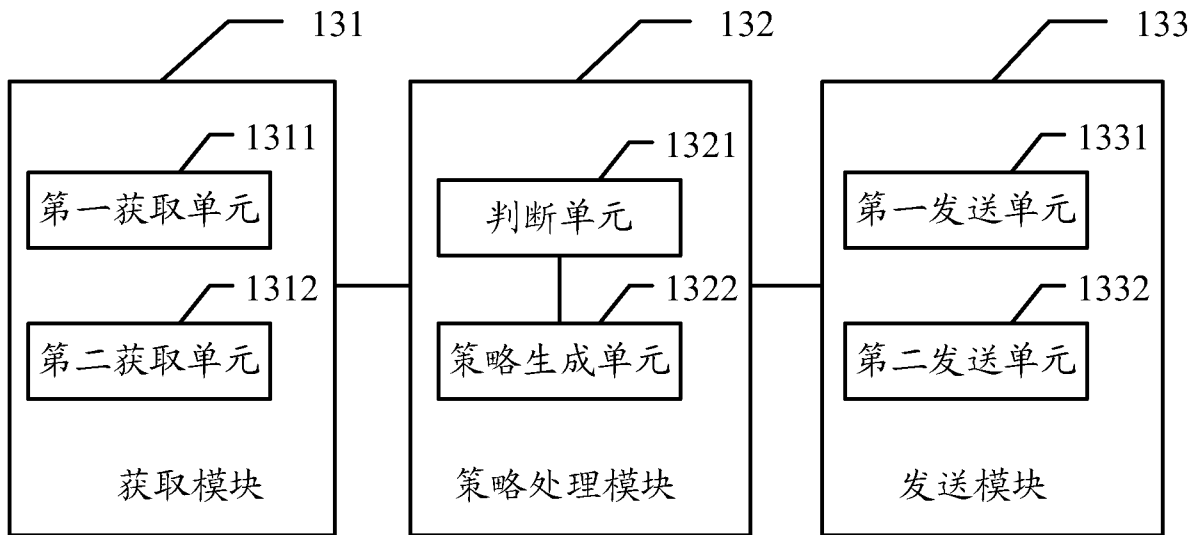 131
132
133
1311
1321
1331
第一获取单元
判断单元
第一发送单元
1312
1322
1332
第二获取单元
策略生成单元
第二发送单元
获取模块
策略处理模块
发送模块